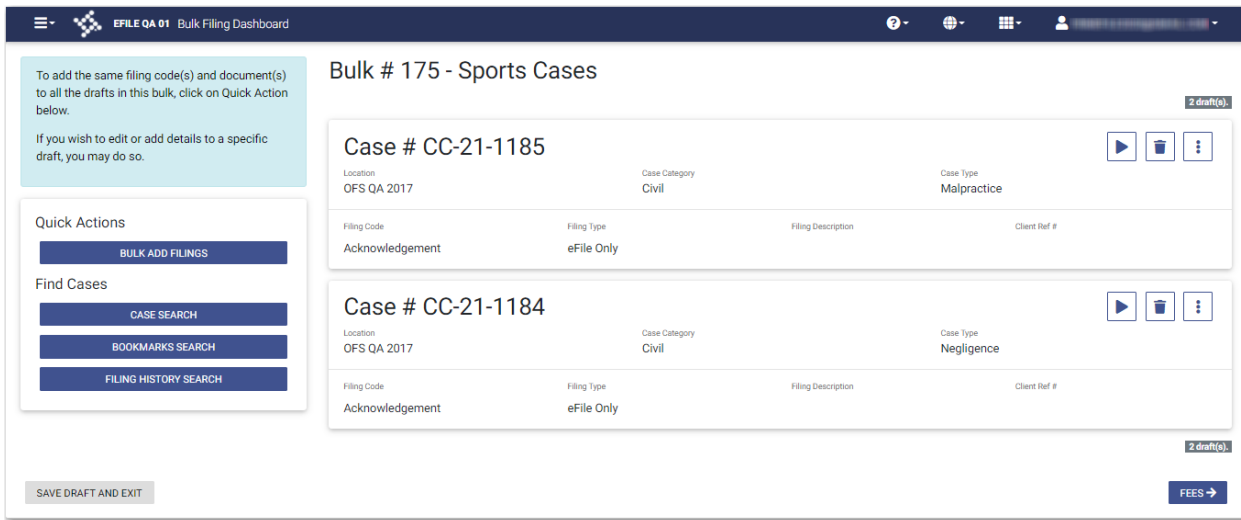 EFILE QA 01 Bulk Filing Dashboard
To add the same filing code(s) and document(s)
to all the drafts in this bulk, click on Quick Action
below.
If you wish to edit or add details to a specific
draft, you may do so.
Quick Actions
BULK ADD FILINGS
Find Cases
CASE SEARCH
BOOKMARKS SEARCH
FILING HISTORY SEARCH
Bulk # 175 - Sports Cases
2 draft(s).
Case # CC-21-1185
Location Case Category Case Type
OFS QA 2017 Civil Malpractice
Filing Code Filing Type Filing Description Client Ref #
Acknowledgement eFile Only
Case # CC-21-1184
Location Case Category Case Type
OFS QA 2017 Civil Negligence
Filing Code Filing Type Filing Description Client Ref #
Acknowledgement eFile Only
2 draft(s).
SAVE DRAFT AND EXIT
FEES